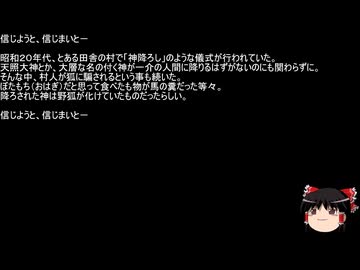 信じようと、信じまいとー
昭和２０年代、とある田舎の村で「神降ろし」のような儀式が行われていた。
天照大神とか、大層な名の付く神が一介の人間に降りるはずがないのにも関わらずに。
そんな中、村人が狐に騙されるという事も続いた。
ぼたもち（おはぎ）だと思って食べたも物が馬の糞だった等々。
降ろされた神は野狐が化けていたものだったらしい。
信じようと、信じまいとー